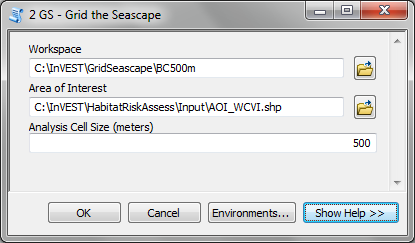 2 GS - Grid the Seascape
Workspace
C:\InVEST\GridSeascape\BC500m
Area of Interest
C:\InVEST\HabitatRiskAssess\Input\AOI_WCVI.shp
Analysis Cell Size (meters)
500
OK Cancel Environments... Show Help >>